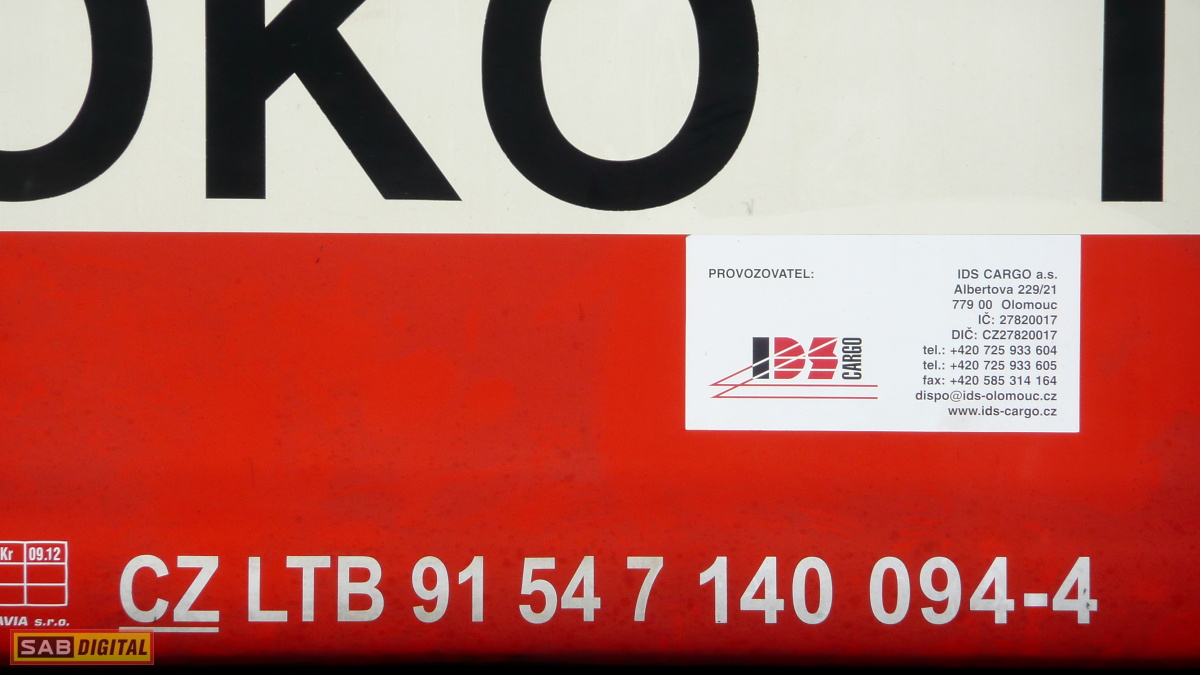 OKO T
PROVOZOVATEL:
IDS CARGO
IDS CARGO a.s.
Albertova 229/21
779 00 Olomouc
IČ: 27820017
DIČ: CZ27820017
tel.: +420 725 933 604
tel.: +420 725 933 605
fax: +420 585 314 164
dispo@ids-olomouc.cz
www.ids-cargo.cz
Kr 09.12
AVIA s.r.o.
CZ LTB 91 54 7 140 094-4
SAB DIGITAL